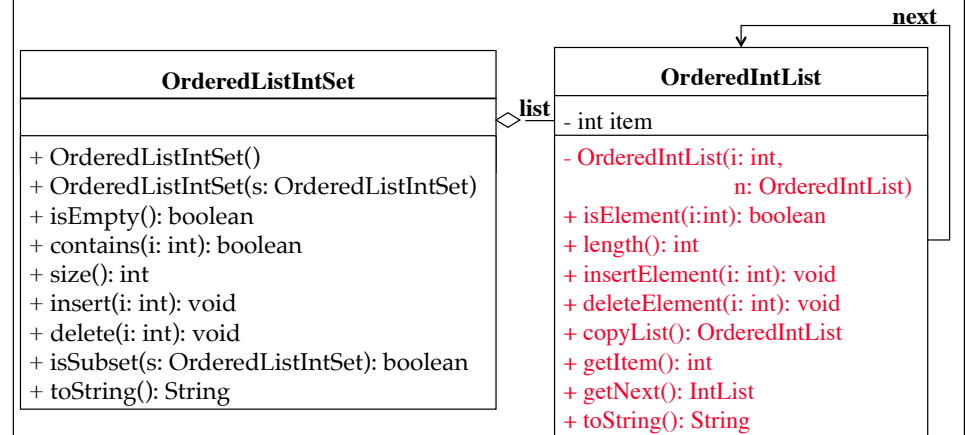 next
OrderedListIntSet
+ OrderedListIntSet()
+ OrderedListIntSet(s: OrderedListIntSet)
+ isEmpty(): boolean
+ contains(i: int): boolean
+ size(): int
+ insert(i: int): void
+ delete(i: int): void
+ isSubset(s: OrderedListIntSet): boolean
+ toString(): String
list
OrderedIntList
- int item
- OrderedIntList(i: int,
n: OrderedIntList)
+ isElement(i:int): boolean
+ length(): int
+ insertElement(i: int): void
+ deleteElement(i: int): void
+ copyList(): OrderedIntList
+ getItem(): int
+ getNext(): IntList
+ toString(): String